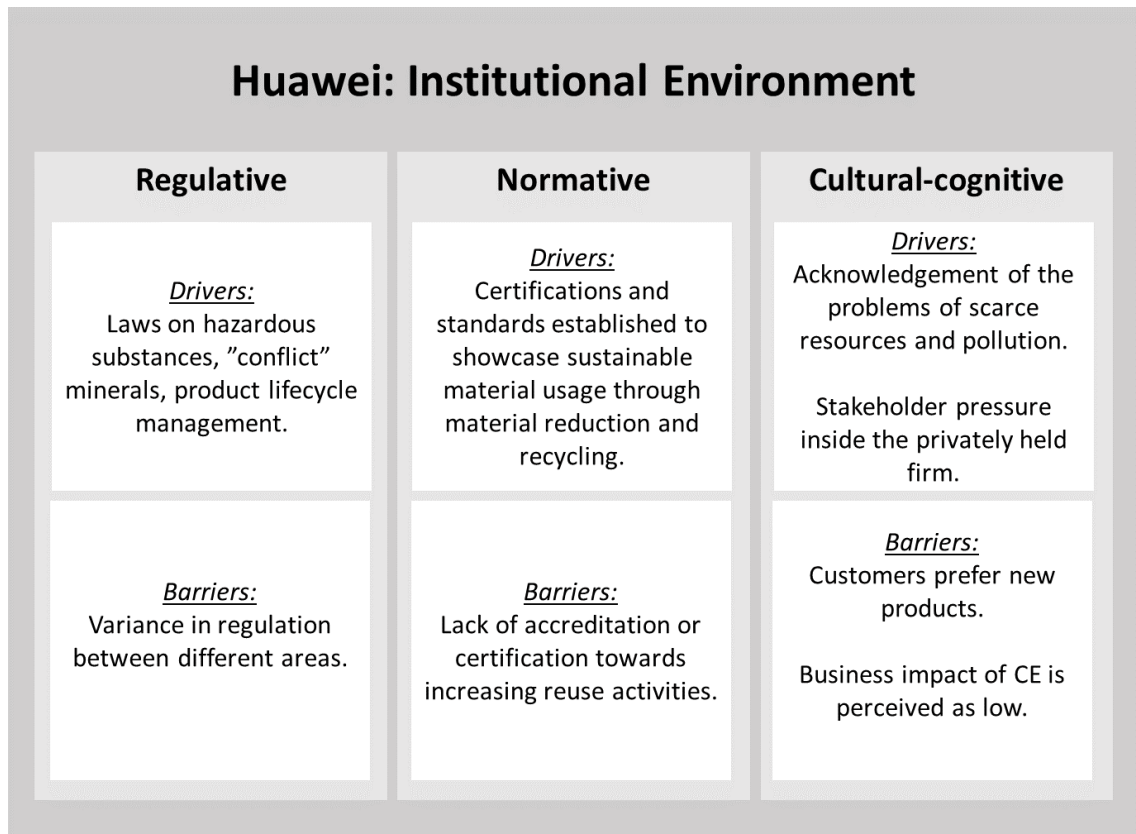 Huawei: Institutional Environment
Regulative
Drivers:
Laws on hazardous
substances, ”conflict”
minerals, product lifecycle
management.
Barriers:
Variance in regulation
between different areas.
Normative
Drivers:
Certifications and
standards established to
showcase sustainable
material usage through
material reduction and
recycling.
Barriers:
Lack of accreditation or
certification towards
increasing reuse activities.
Cultural-cognitive
Drivers:
Acknowledgement of the
problems of scarce
resources and pollution.
Stakeholder pressure
inside the privately held
firm.
Barriers:
Customers prefer new
products.
Business impact of CE is
perceived as low.